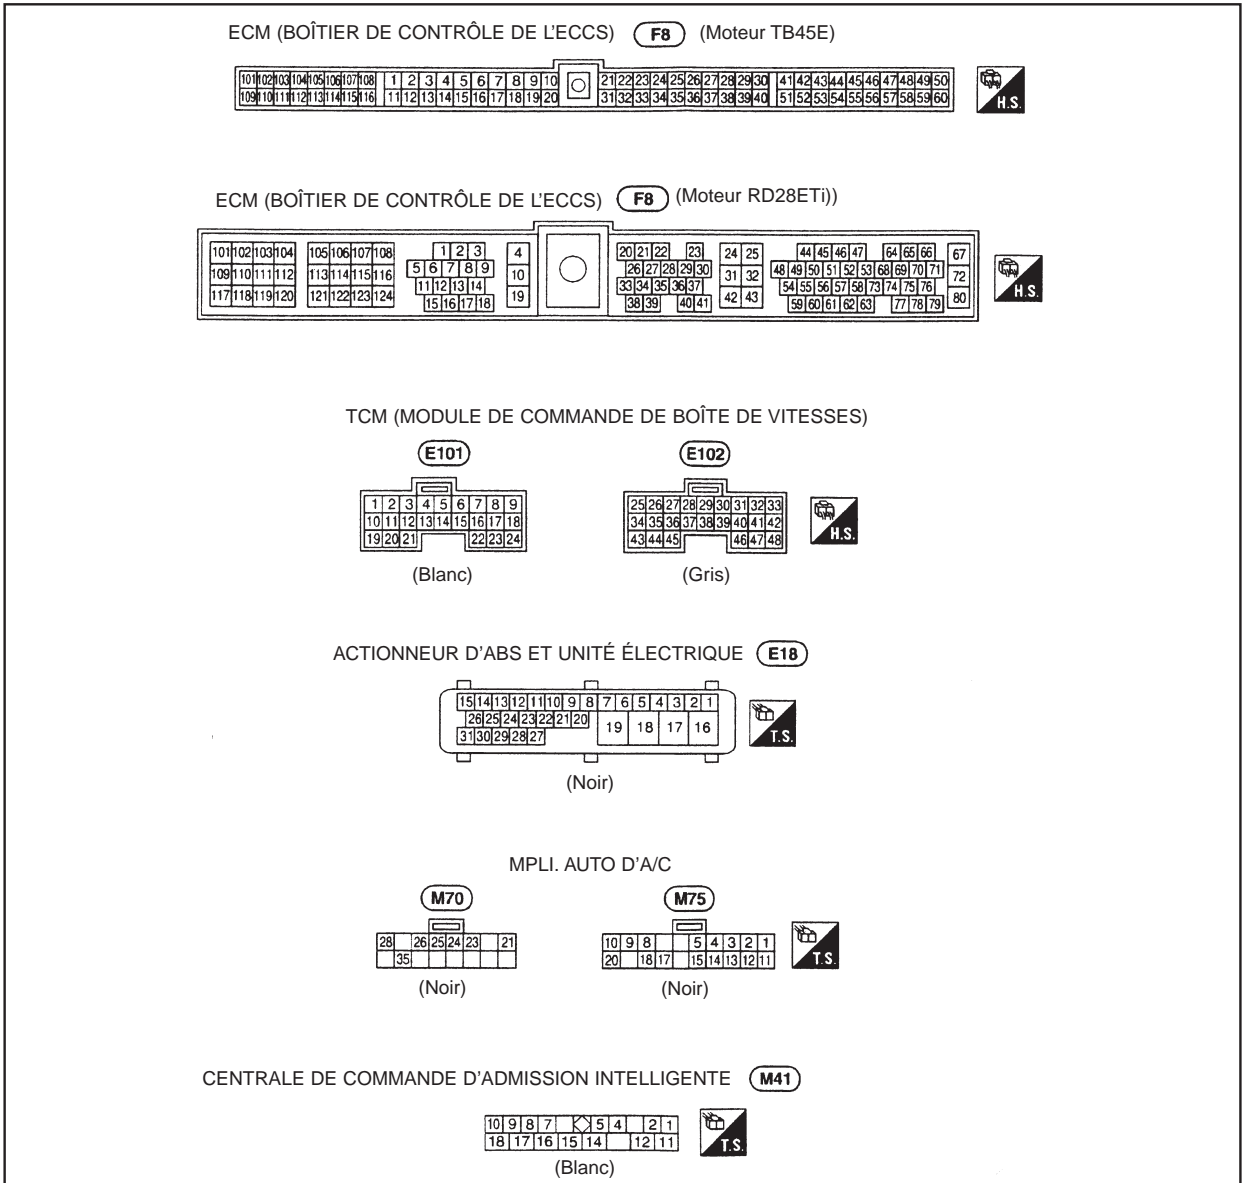 ECM (BOÎTIER DE CONTRÔLE DE L'ECCS) F8 (Moteur TB45E)
101 102 103 104 105 106 107 108 1 2 3 4 5 6 7 8 9 10 21 22 23 24 25 26 27 28 29 30 41 42 43 44 45 46 47 48 49 50
109 110 111 112 113 114 115 116 11 12 13 14 15 16 17 18 19 20 31 32 33 34 35 36 37 38 39 40 51 52 53 54 55 56 57 58 59 60
H.S.
ECM (BOÎTIER DE CONTRÔLE DE L'ECCS) F8 (Moteur RD28ETi))
101 102 103 104 105 106 107 108 1 2 3 4 20 21 22 23 24 25 44 45 46 47 64 65 66 67
109 110 111 112 113 114 115 116 5 6 7 8 9 10 26 27 28 29 30 31 32 48 49 50 51 52 53 68 69 70 71 72
117 118 119 120 121 122 123 124 11 12 13 14 19 33 34 35 36 37 42 43 54 55 56 57 58 73 74 75 76 80
15 16 17 18 38 39 40 41 59 60 61 62 63 77 78 79
H.S.
TCM (MODULE DE COMMANDE DE BOÎTE DE VITESSES)
E101 E102
1 2 3 4 5 6 7 8 9 25 26 27 28 29 30 31 32 33
10 11 12 13 14 15 16 17 18 34 35 36 37 38 39 40 41 42
19 20 21 22 23 24 43 44 45 46 47 48
H.S.
(Blanc) (Gris)
ACTIONNEUR D'ABS ET UNITÉ ÉLECTRIQUE E18
15 14 13 12 11 10 9 8 7 6 5 4 3 2 1
26 25 24 23 22 21 20 19 18 17 16
31 30 29 28 27
T.S.
(Noir)
MPLI. AUTO D'A/C
M70 M75
28 26 25 24 23 21 10 9 8 5 4 3 2 1
35 20 18 17 15 14 13 12 11
T.S.
(Noir) (Noir)
CENTRALE DE COMMANDE D'ADMISSION INTELLIGENTE M41
10 9 8 7 5 4 2 1
18 17 16 15 14 12 11
T.S.
(Blanc)